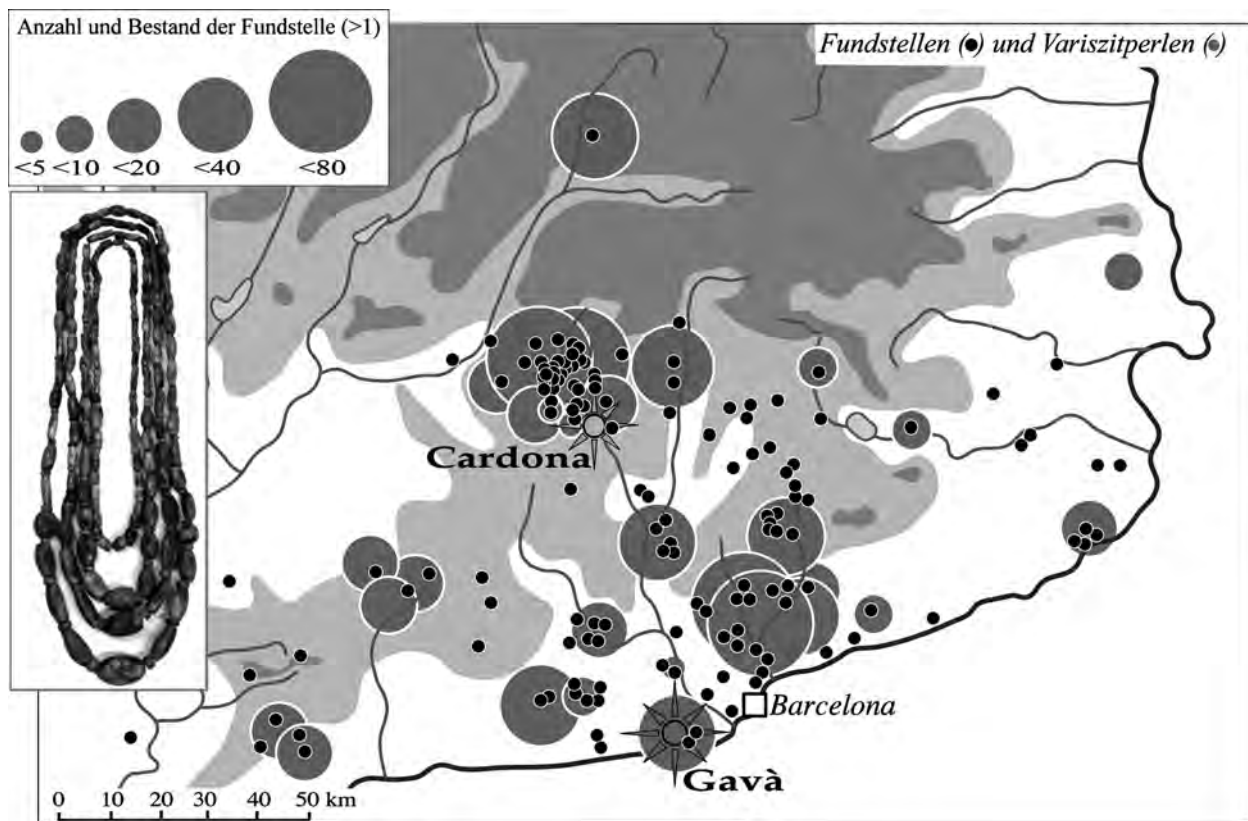 Anzahl und Bestand der Fundstelle (>1)
<5 <10 <20 <40 <80
Fundstellen (●) und Variszitperlen (●)
Cardona
Barcelona
Gavà
0 10 20 30 40 50 km